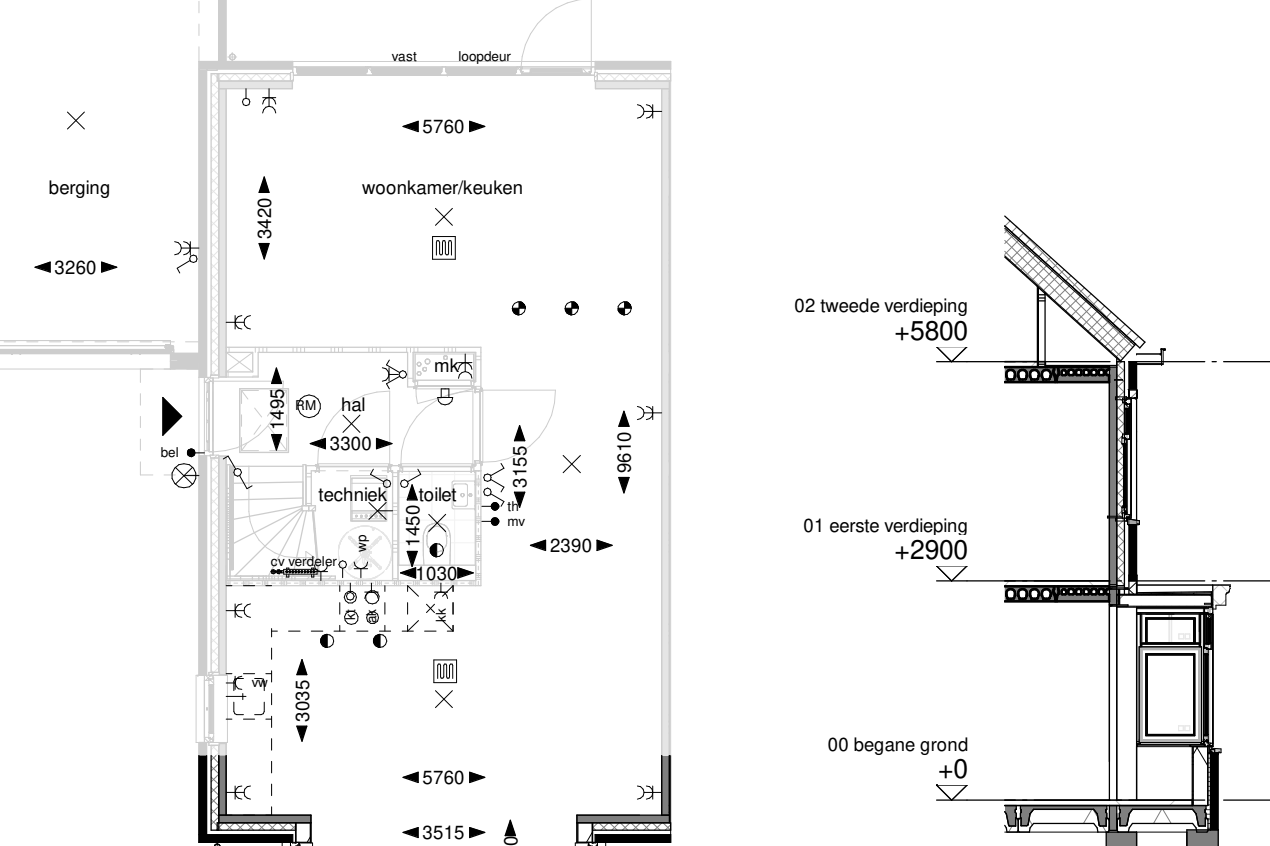 vast
loopdeur
5760
berging
woonkamer/keuken
3420
3260
02 tweede verdieping
+5800
mk
1495
RM
hal
3300
bel
3155
9610
techniek
toilet
1450
th
mv
01 eerste verdieping
+2900
2390
wp
cv verdeler
1030
kk
vw
3035
00 begane grond
+0
5760
3515
0